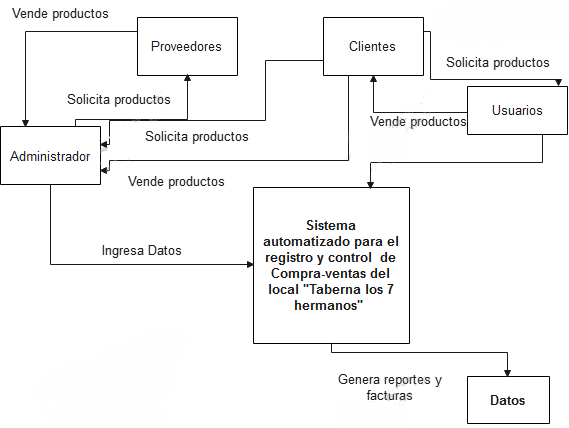 Vende productos
Proveedores
Clientes
Solicita productos
Solicita productos
Usuarios
Vende productos
Solicita productos
Administrador
Vende productos
Sistema
automatizado para el
registro y control de
Compra-ventas del
local "Taberna los 7
hermanos"
Ingresa Datos
Genera reportes y
facturas
Datos